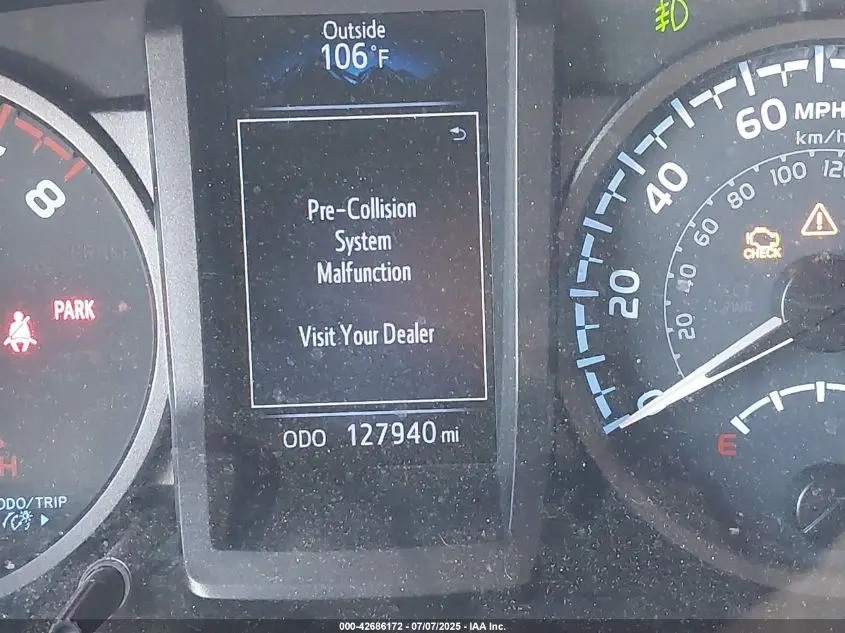 Outside
106°F
Pre-Collision
System
Malfunction
Visit Your Dealer
ODO 127940 mi
8
PARK
H
ODO/TRIP
MPH
km/h
60
40
20
0
100
80
60
40
20
CHECK
E
000-42686172 - 07/07/2025 - IAA Inc.